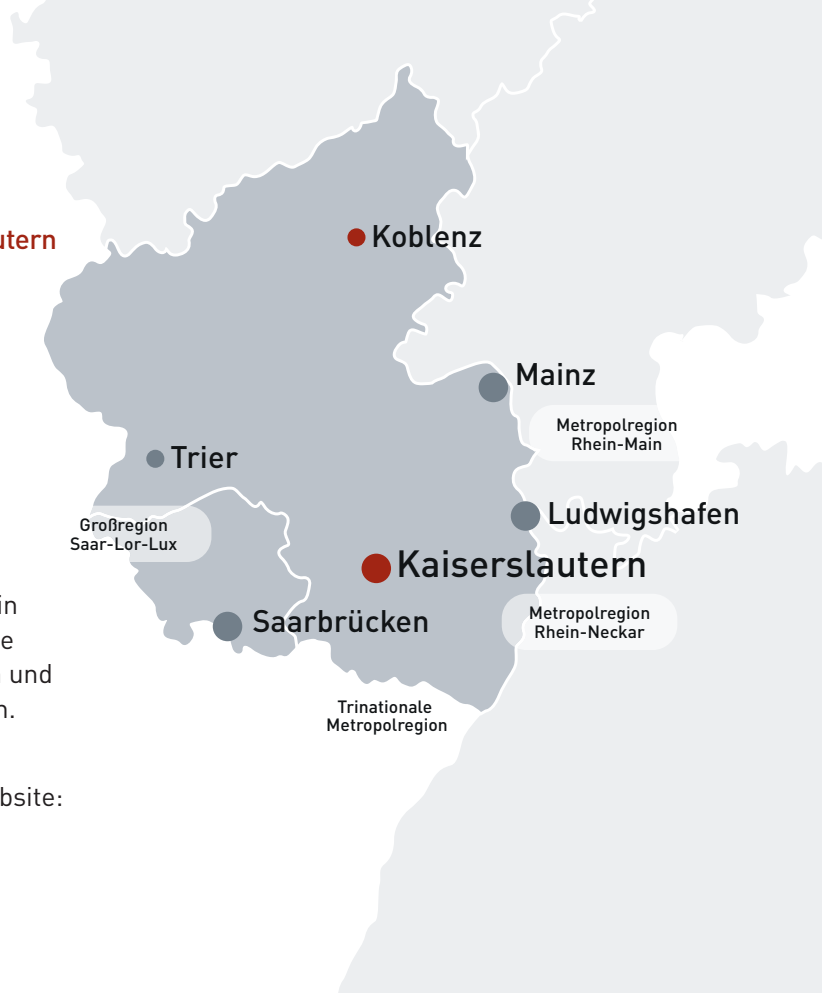 utern
Koblenz
Mainz
Metropolregion
Rhein-Main
Trier
Ludwigshafen
Großregion
Saar-Lor-Lux
Kaiserslautern
in
e
und
n.
Saarbrücken
Metropolregion
Rhein-Neckar
Trinationale
Metropolregion
bsite: